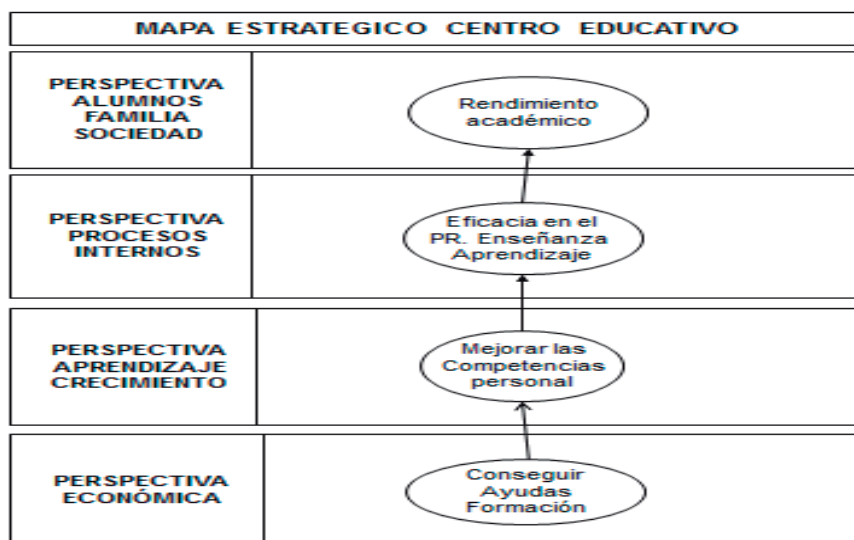 MAPA ESTRATEGICO CENTRO EDUCATIVO
PERSPECTIVA
ALUMNOS
FAMILIA
SOCIEDAD
Rendimiento
académico
PERSPECTIVA
PROCESOS
INTERNOS
Eficacia en el
PR. Enseñanza
Aprendizaje
PERSPECTIVA
APRENDIZAJE
CRECIMIENTO
Mejorar las
Competencias
personal
PERSPECTIVA
ECONÓMICA
Conseguir
Ayudas
Formación